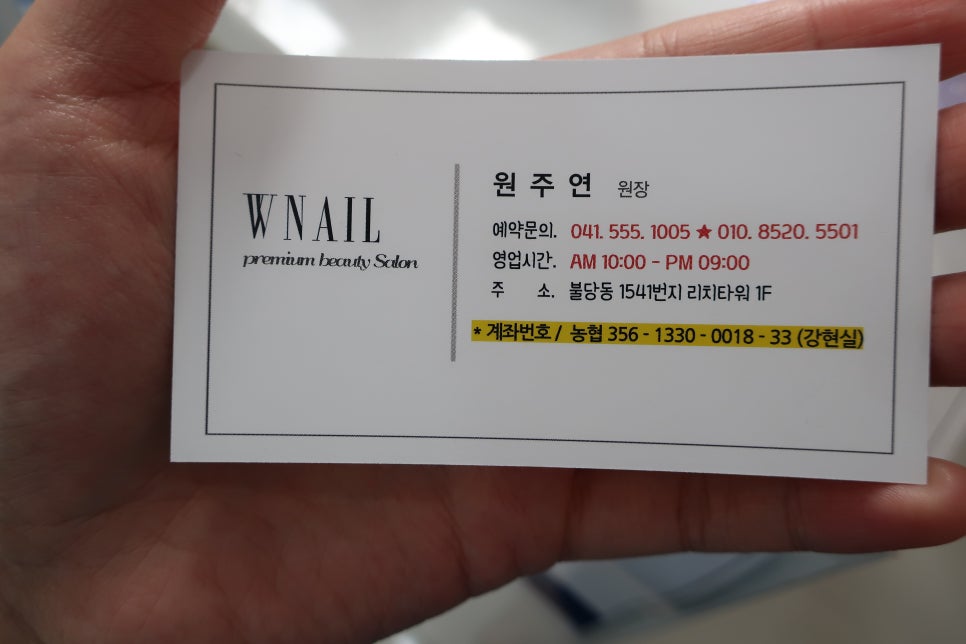 W NAIL
premium beauty Salon
원 주 연 원장
예약문의. 041. 555. 1005 ★ 010. 8520. 5501
영업시간. AM 10:00 - PM 09:00
주 소. 불당동 1541번지 리치타워 1F
* 계좌번호 / 농협 356 - 1330 - 0018 - 33 (강현실)